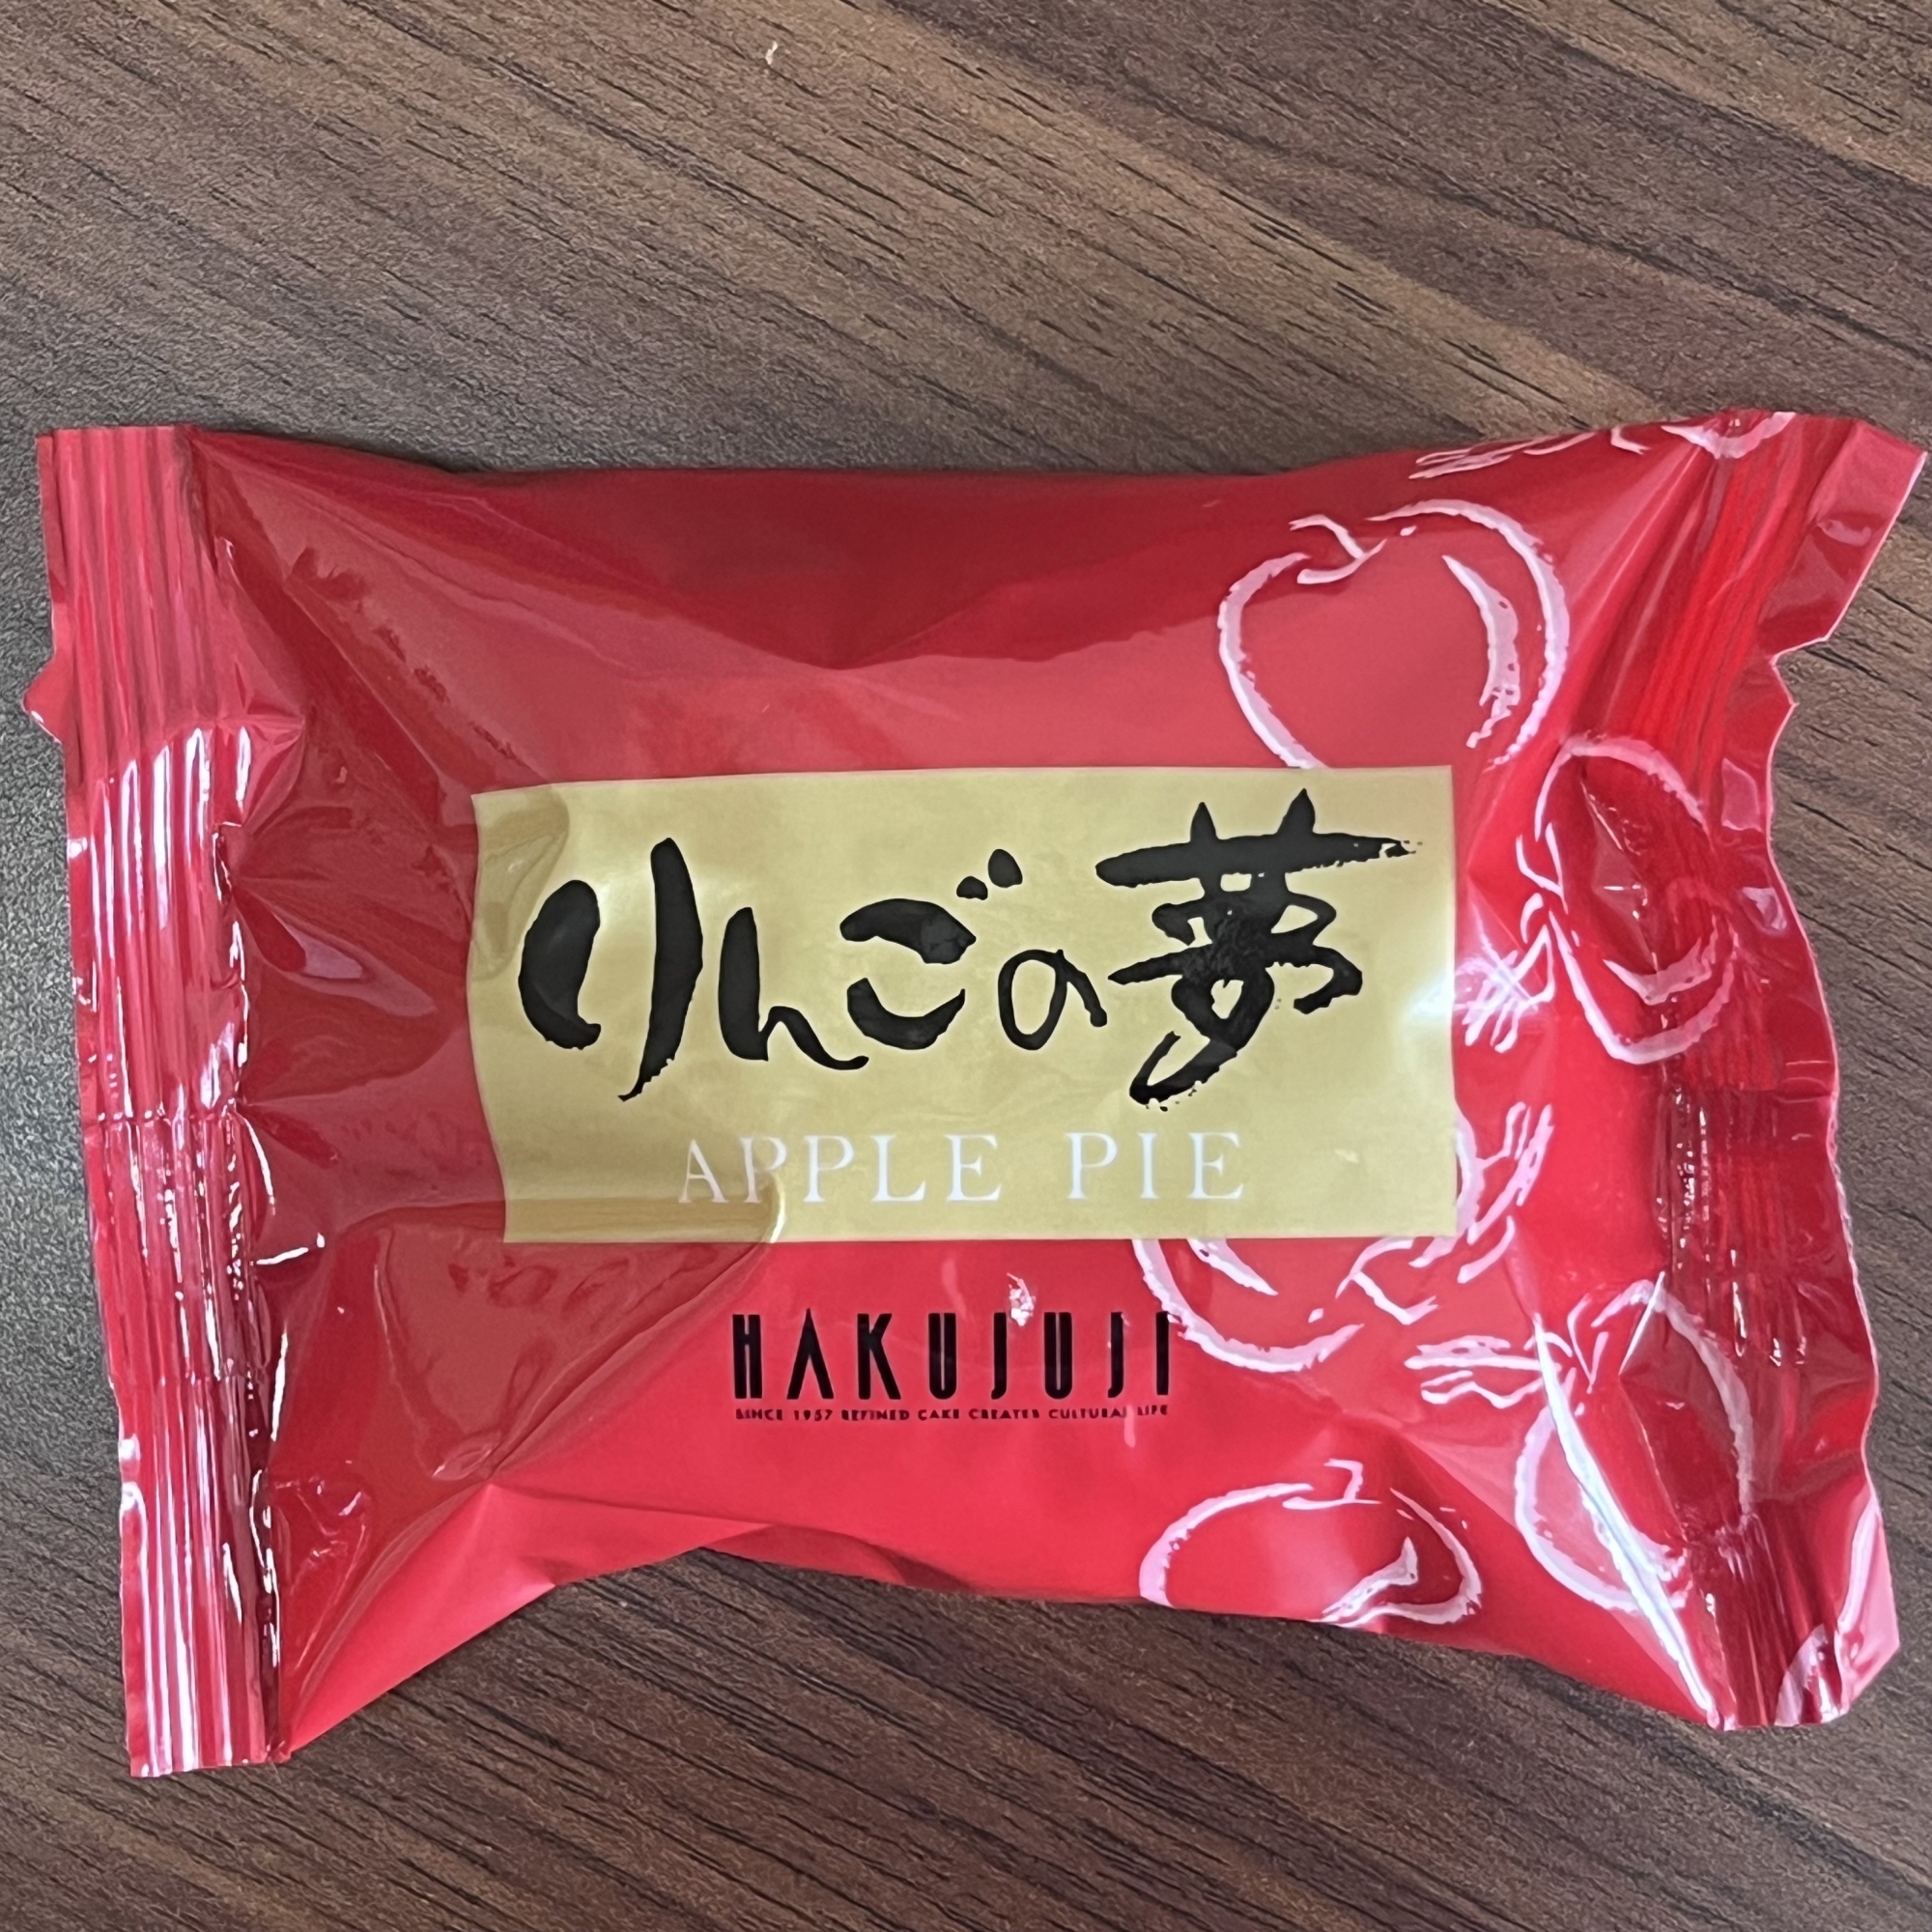 りんごの夢
APPLE PIE
HAKUJUJI
SINCE 1957 REFINED CAKE CREATES CULTURAL LIFE